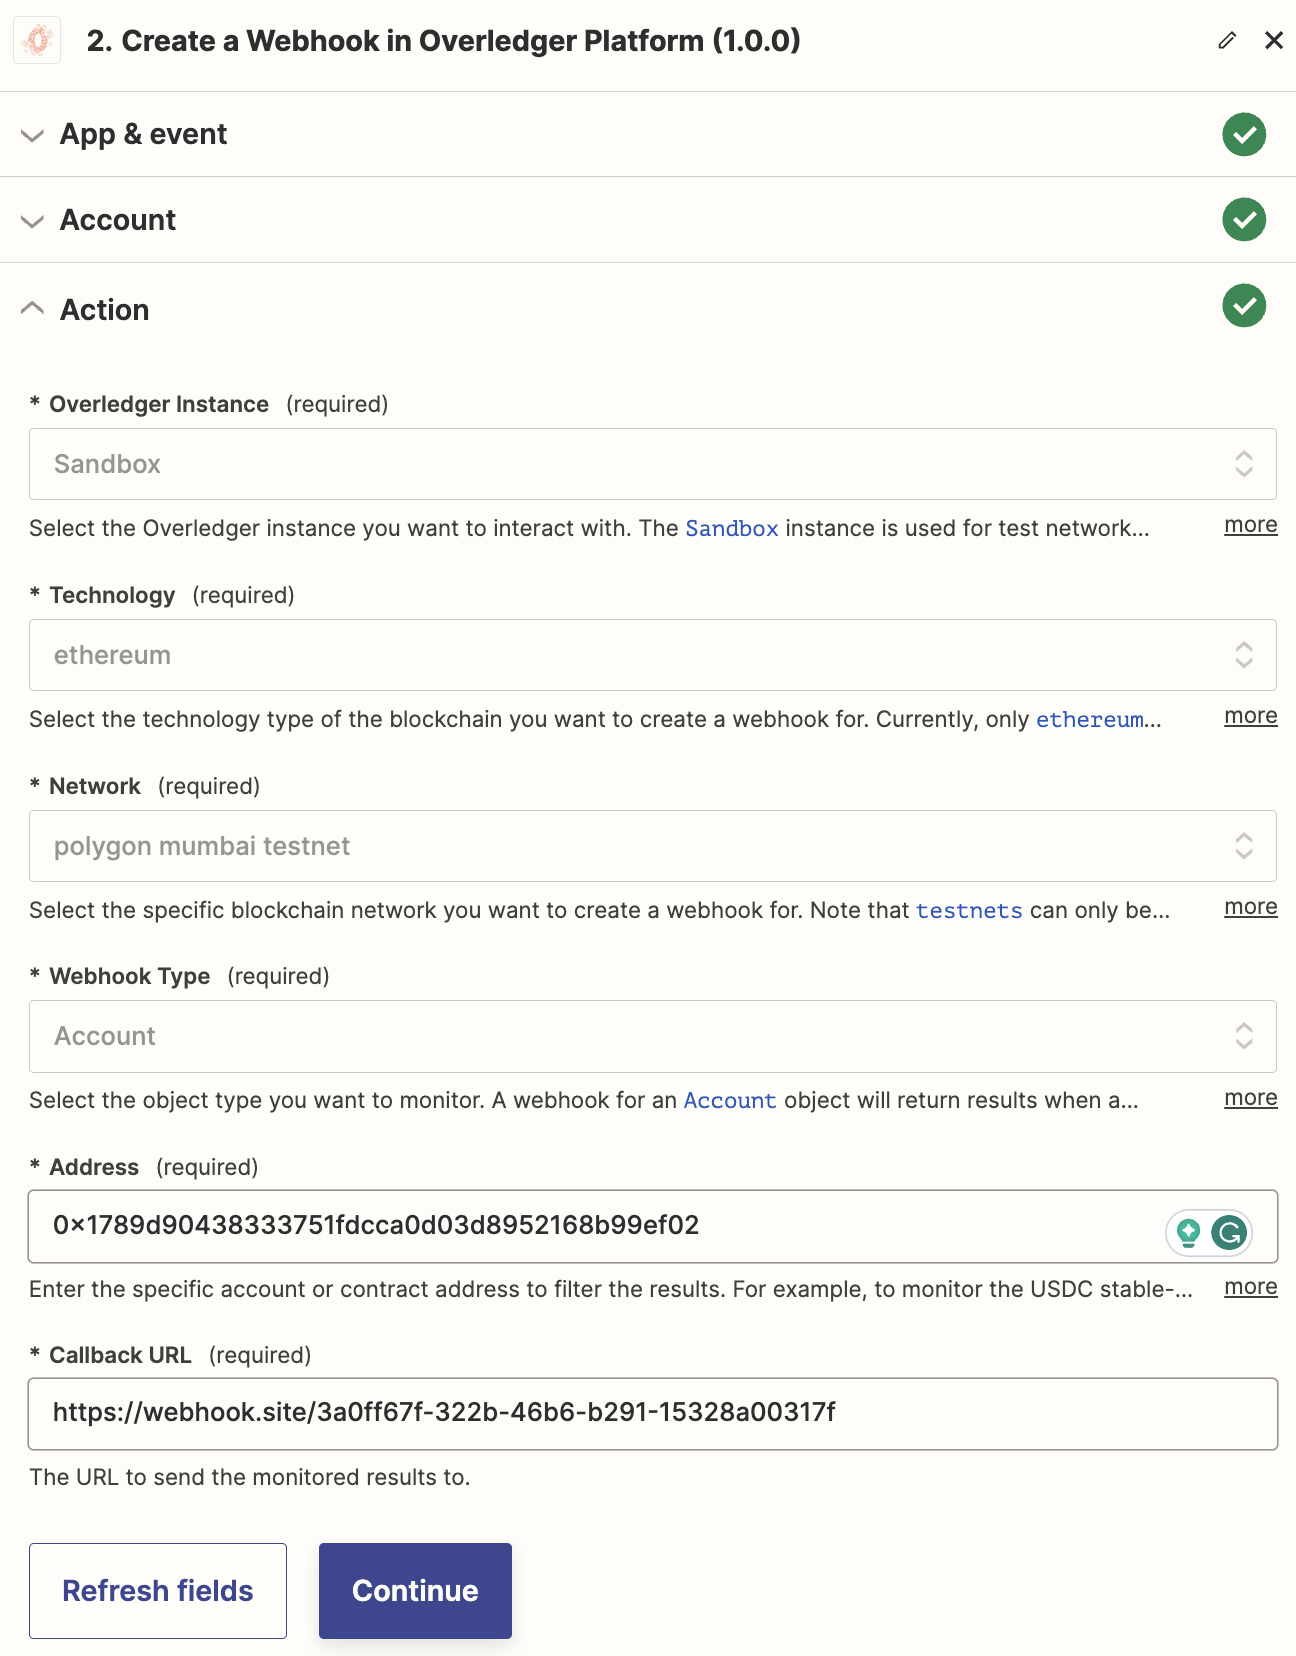 2. Create a Webhook in Overledger Platform (1.0.0)
App & event
Account
Action
* Overledger Instance (required)
Sandbox
Select the Overledger instance you want to interact with. The Sandbox instance is used for test network... more
* Technology (required)
ethereum
Select the technology type of the blockchain you want to create a webhook for. Currently, only ethereum... more
* Network (required)
polygon mumbai testnet
Select the specific blockchain network you want to create a webhook for. Note that testnets can only be... more
* Webhook Type (required)
Account
Select the object type you want to monitor. A webhook for an Account object will return results when a... more
* Address (required)
0x1789d90438333751fdcca0d03d8952168b99ef02
Enter the specific account or contract address to filter the results. For example, to monitor the USDC stable-... more
* Callback URL (required)
https://webhook.site/3a0ff67f-322b-46b6-b291-15328a00317f
The URL to send the monitored results to.
Refresh fields Continue